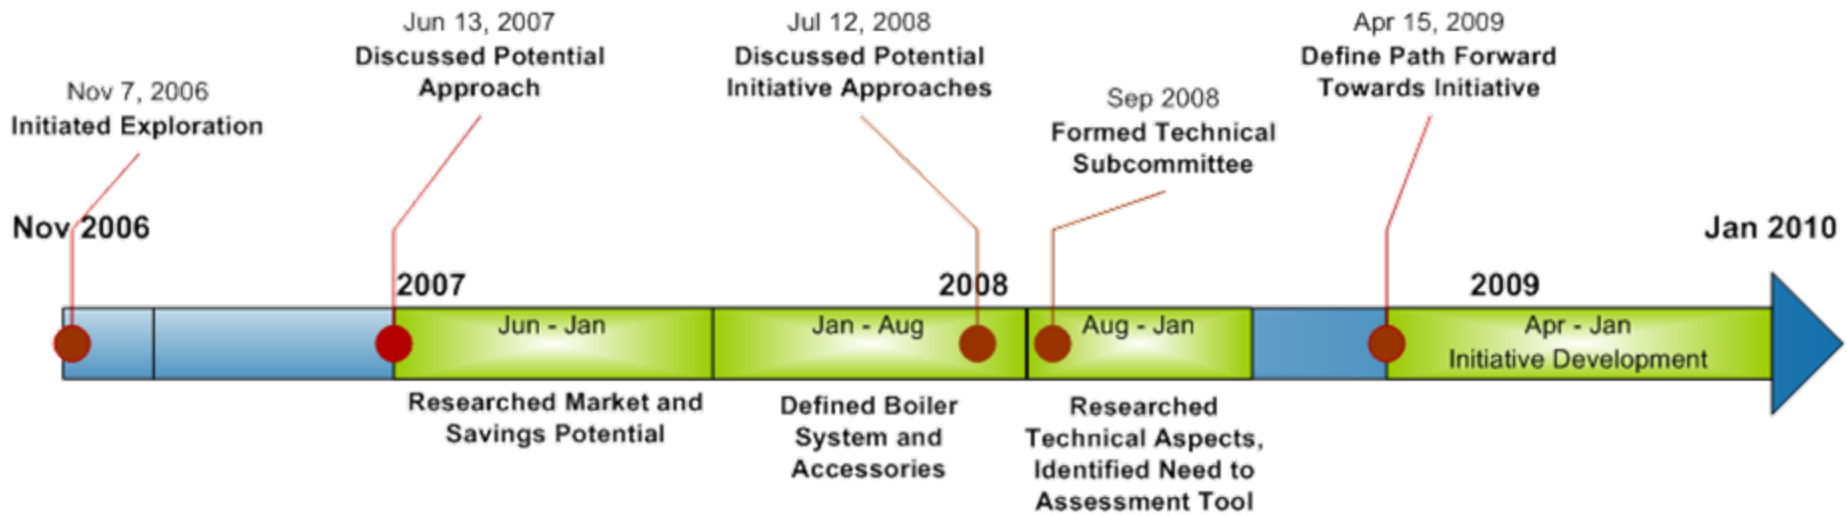 Nov 7, 2006
Initiated Exploration
Jun 13, 2007
Discussed Potential
Approach
Jul 12, 2008
Discussed Potential
Initiative Approaches
Sep 2008
Formed Technical
Subcommittee
Apr 15, 2009
Define Path Forward
Towards Initiative
Nov 2006
Jan 2010
2007
2008
2009
Jun - Jan
Jan - Aug
Aug - Jan
Apr - Jan
Initiative Development
Researched Market and
Savings Potential
Defined Boiler
System and
Accessories
Researched
Technical Aspects,
Identified Need to
Assessment Tool